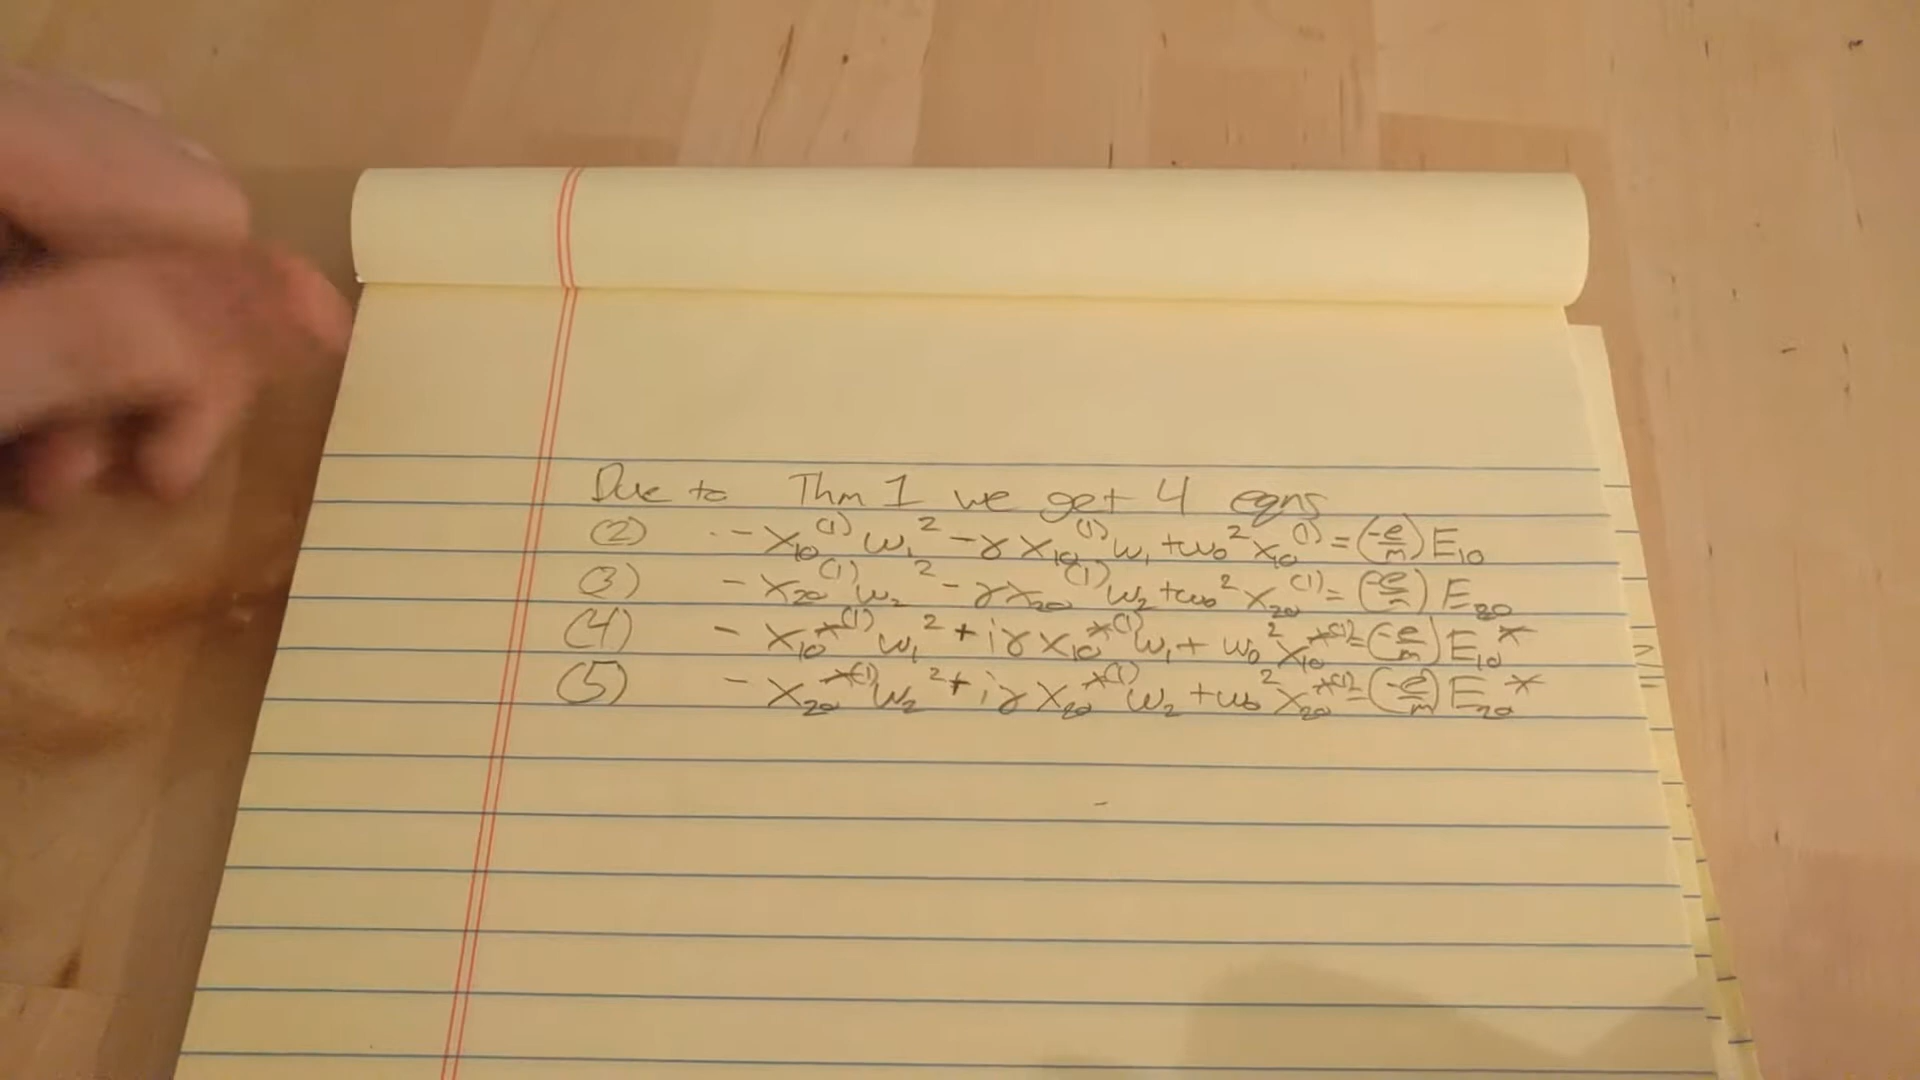 Due to Thm 1 we get 4 eqns
(2) - x₁₀⁽¹⁾ ω₁² - γ x₁₀⁽¹⁾ ω₁ + ω₀² x₁₀⁽¹⁾ = (-e/m) E₁₀
(3) - x₂₀⁽¹⁾ ω₂² - γ x₂₀⁽¹⁾ ω₂ + ω₀² x₂₀⁽¹⁾ = (-e/m) E₂₀
(4) - x₁₀*⁽¹⁾ ω₁² + iγ x₁₀*⁽¹⁾ ω₁ + ω₀² x₁₀*⁽¹⁾ = (-e/m) E₁₀*
(5) - x₂₀*⁽¹⁾ ω₂² + iγ x₂₀*⁽¹⁾ ω₂ + ω₀² x₂₀*⁽¹⁾ = (-e/m) E₂₀*